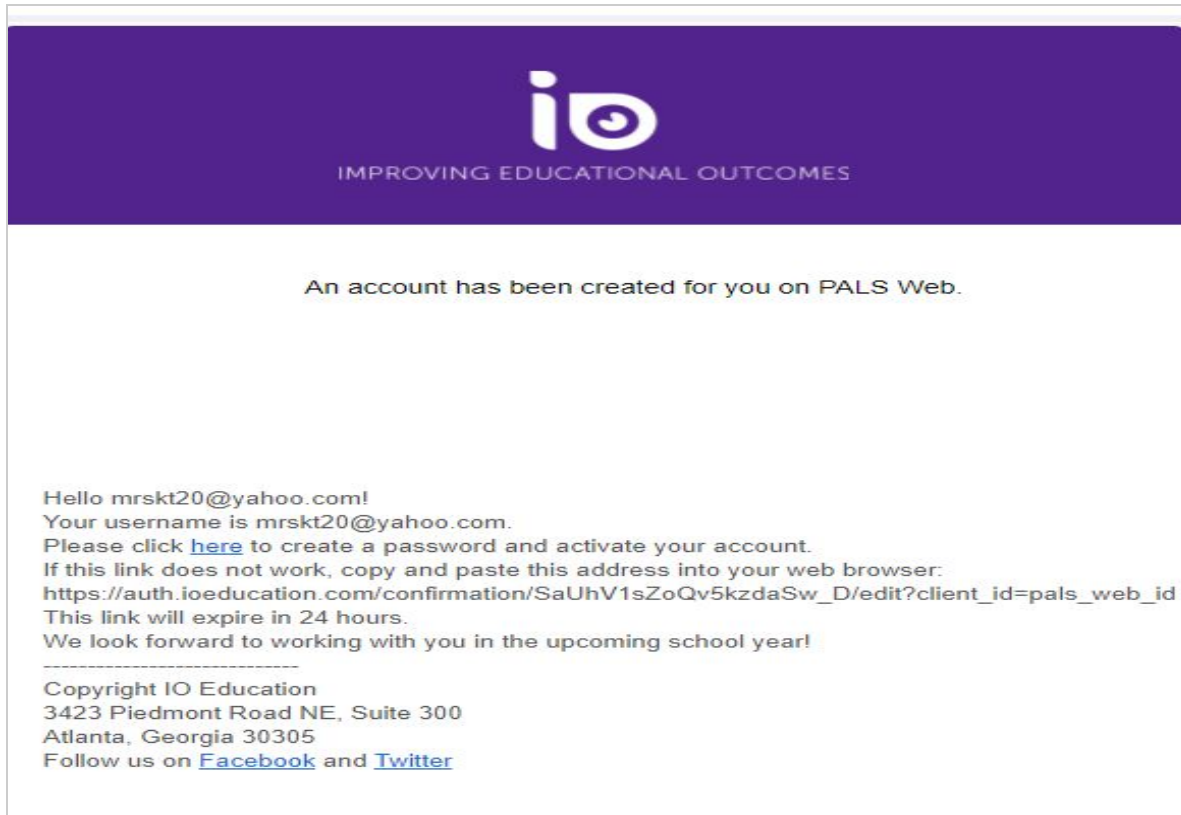 io
IMPROVING EDUCATIONAL OUTCOMES
An account has been created for you on PALS Web.
Hello mrskt20@yahoo.com!
Your username is mrskt20@yahoo.com.
Please click here to create a password and activate your account.
If this link does not work, copy and paste this address into your web browser:
https://auth.ioeducation.com/confirmation/SaUhV1sZoQv5kzdaSw_D/edit?client_id=pals_web_id
This link will expire in 24 hours.
We look forward to working with you in the upcoming school year!
-----------------------------
Copyright IO Education
3423 Piedmont Road NE, Suite 300
Atlanta, Georgia 30305
Follow us on Facebook and Twitter